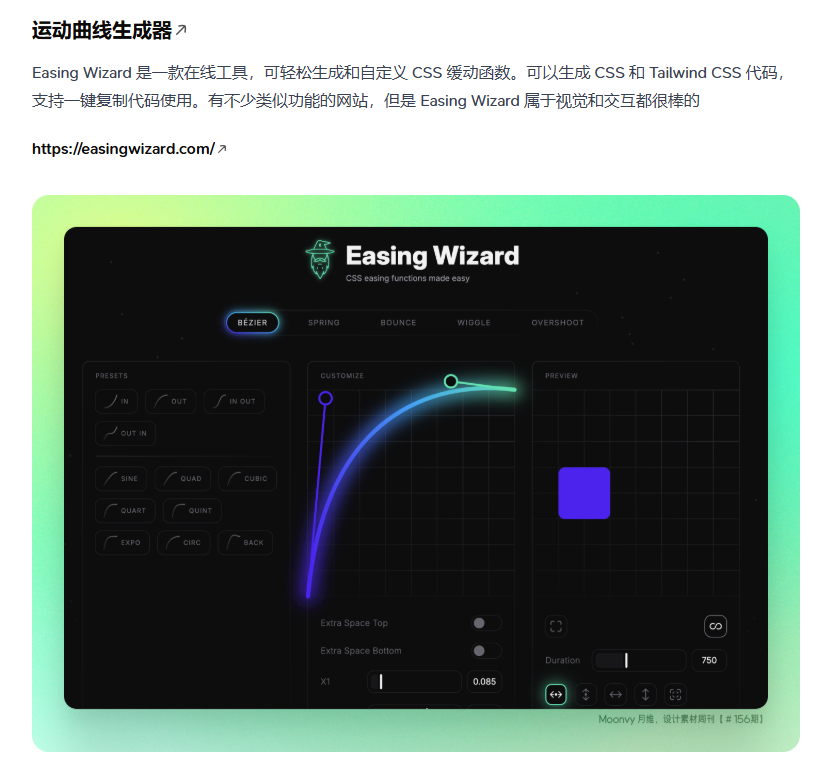 运动曲线生成器↗
Easing Wizard 是一款在线工具，可轻松生成和自定义 CSS 缓动函数。可以生成 CSS 和 Tailwind CSS 代码，
支持一键复制代码使用。有不少类似功能的网站，但是 Easing Wizard 属于视觉和交互都很棒的
https://easingwizard.com/↗
Easing Wizard
CSS easing functions made easy
BÉZIER SPRING BOUNCE WIGGLE OVERSHOOT
PRESETS
IN OUT IN OUT
OUT IN
SINE QUAD CUBIC
QUART QUINT
EXPO CIRC BACK
CUSTOMIZE
Extra Space Top
Extra Space Bottom
X1 0.085
PREVIEW
Duration 750
Moonvy 月维，设计素材周刊【 # 156期】